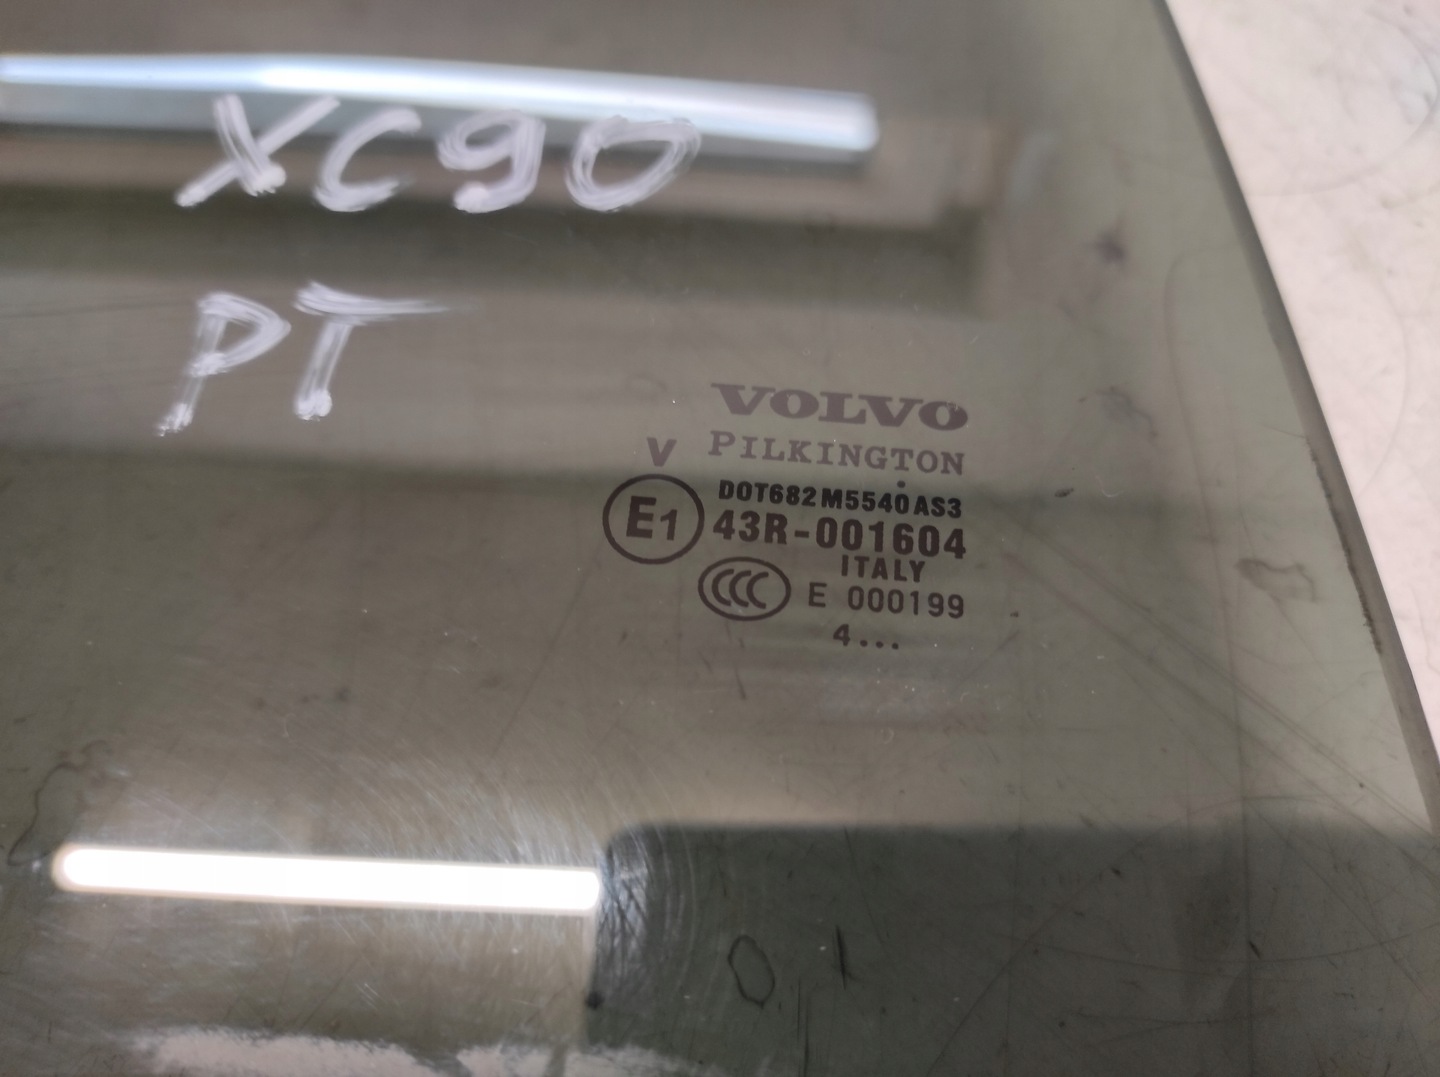 XC90
PT
VOLVO
PILKINGTON
V
DOT682 M5540 AS3
E1
43R-001604
ITALY
CCC E 000199
4...